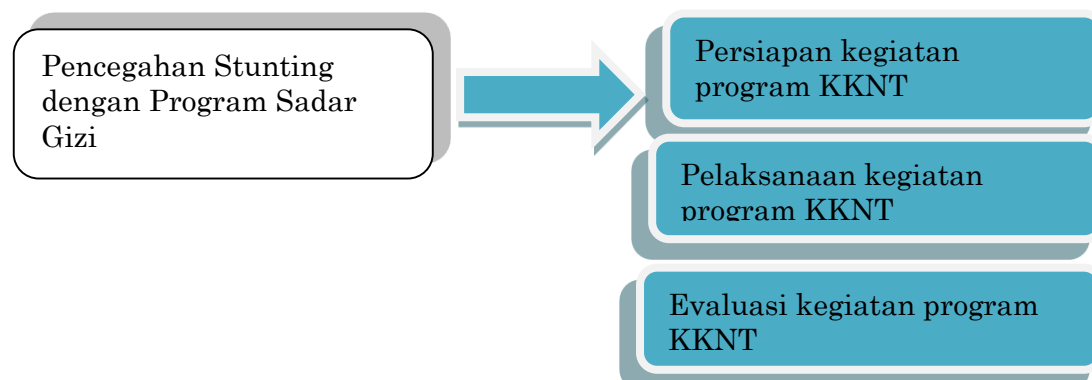 Pencegahan Stunting
dengan Program Sadar
Gizi
Persiapan kegiatan
program KKNT
Pelaksanaan kegiatan
program KKNT
Evaluasi kegiatan program
KKNT